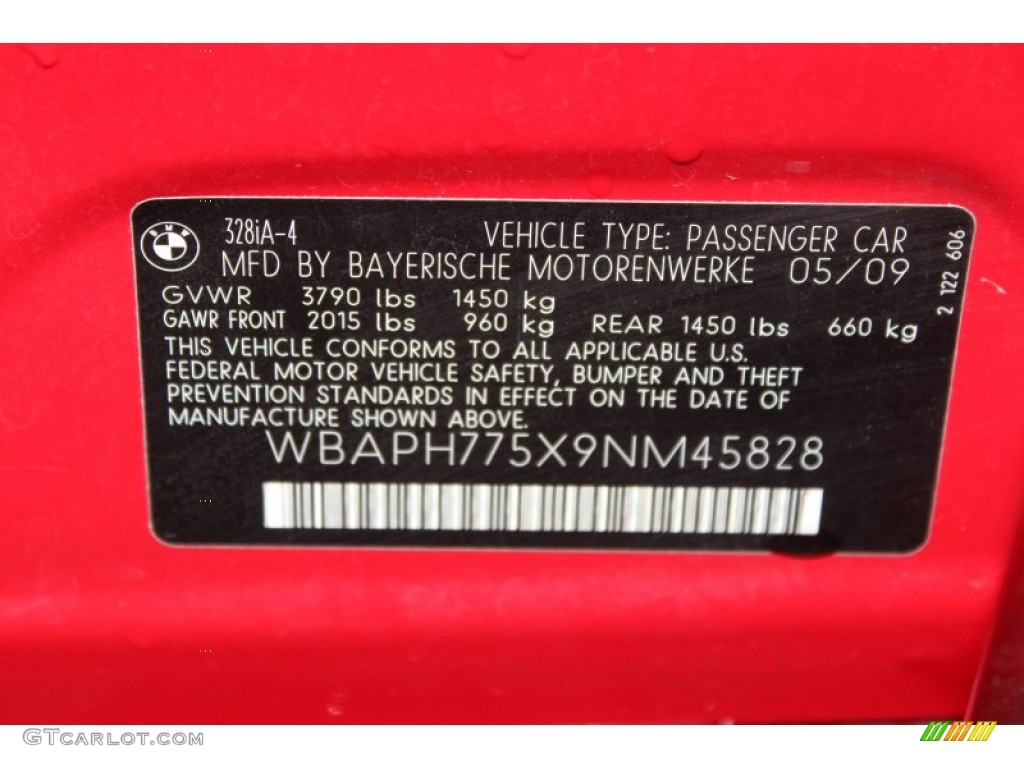 328iA-4 VEHICLE TYPE: PASSENGER CAR
MFD BY BAYERISCHE MOTORENWERKE 05/09
GVWR 3790 lbs 1450 kg
GAWR FRONT 2015 lbs 960 kg REAR 1450 lbs 660 kg
THIS VEHICLE CONFORMS TO ALL APPLICABLE U.S.
FEDERAL MOTOR VEHICLE SAFETY, BUMPER AND THEFT
PREVENTION STANDARDS IN EFFECT ON THE DATE OF
MANUFACTURE SHOWN ABOVE.
WBAPH775X9NM45828
2 122 606
BMW
GTCARLOT.COM